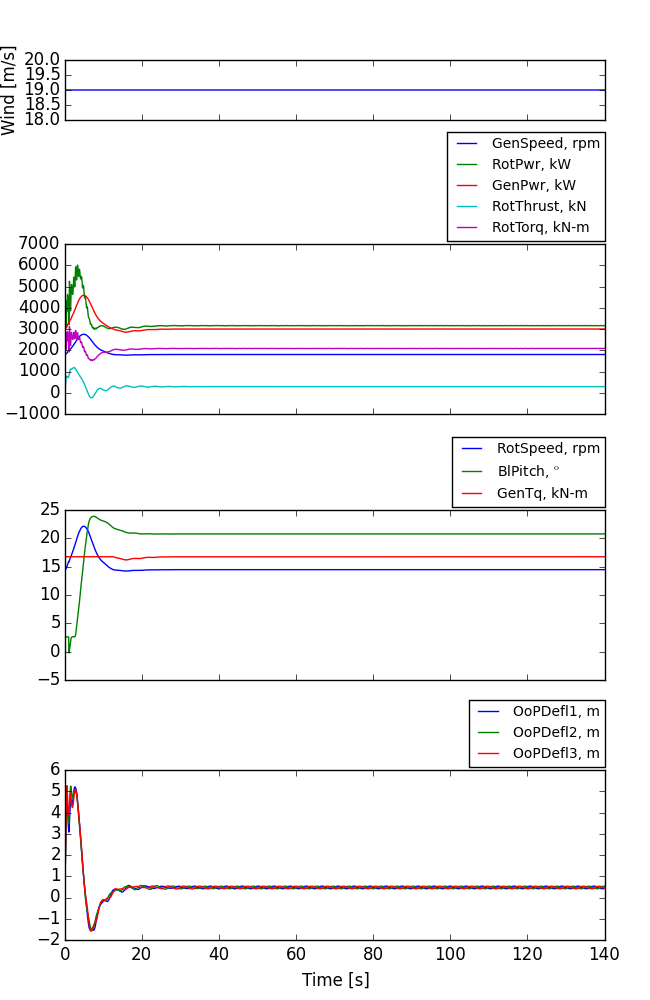 Wind [m/s]
20.0
19.5
19.0
18.5
18.0
GenSpeed, rpm
RotPwr, kW
GenPwr, kW
RotThrust, kN
RotTorq, kN-m
7000
6000
5000
4000
3000
2000
1000
0
−1000
RotSpeed, rpm
BlPitch, °
GenTq, kN-m
25
20
15
10
5
0
−5
OoPDefl1, m
OoPDefl2, m
OoPDefl3, m
6
5
4
3
2
1
0
−1
−2
0 20 40 60 80 100 120 140
Time [s]